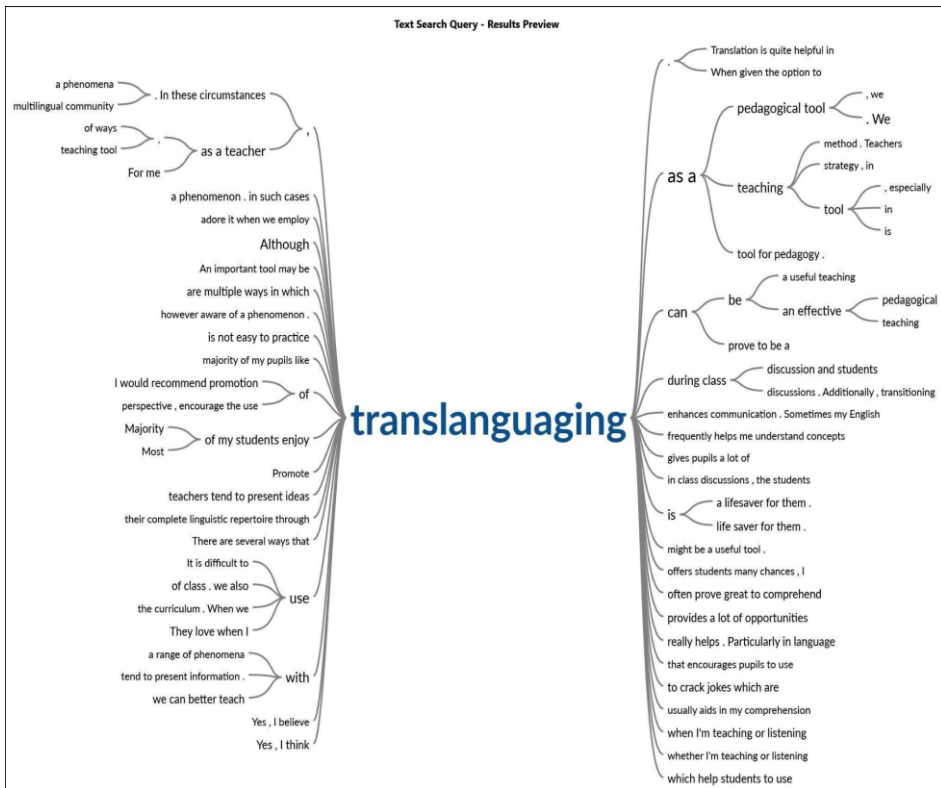 Text Search Query - Results Preview
a phenomena
multilingual community
. In these circumstances
of ways
teaching tool
.
For me
as a teacher
,
a phenomenon . in such cases
adore it when we employ
Although
An important tool may be
are multiple ways in which
however aware of a phenomenon .
is not easy to practice
majority of my pupils like
I would recommend promotion
perspective , encourage the use
of
Majority
Most
of my students enjoy
Promote
teachers tend to present ideas
their complete linguistic repertoire through
There are several ways that
It is difficult to
of class . we also
the curriculum . When we
They love when I
use
a range of phenomena
tend to present information .
we can better teach
with
Yes , I believe
Yes , I think
translanguaging
.
Translation is quite helpful in
When given the option to
as a
pedagogical tool
, we
. We
teaching
method . Teachers
strategy , in
tool
, especially
in
is
tool for pedagogy .
can
be
a useful teaching
an effective
pedagogical
teaching
prove to be a
during class
discussion and students
discussions . Additionally , transitioning
enhances communication . Sometimes my English
frequently helps me understand concepts
gives pupils a lot of
in class discussions , the students
is
a lifesaver for them .
life saver for them .
might be a useful tool .
offers students many chances , I
often prove great to comprehend
provides a lot of opportunities
really helps . Particularly in language
that encourages pupils to use
to crack jokes which are
usually aids in my comprehension
when I'm teaching or listening
whether I'm teaching or listening
which help students to use